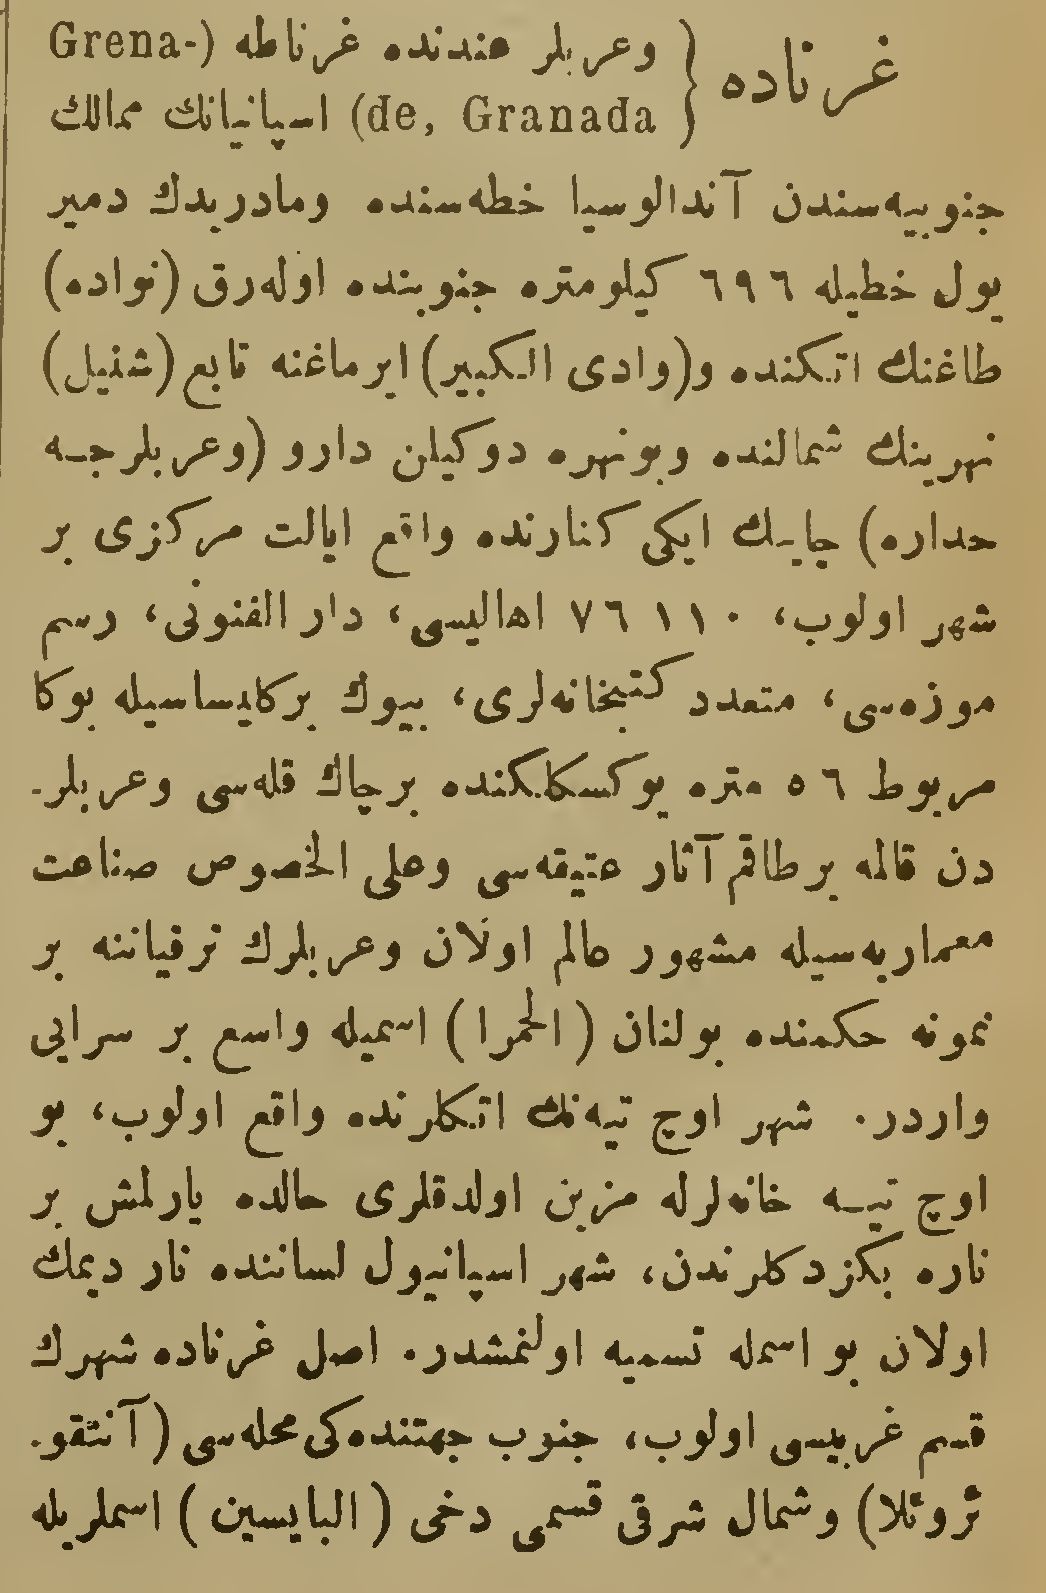 غرناده { وعربلر عندنده غرناطه (Grena-
de, Granada) اسپانیانك ممالك
جنوبیه‌سندن آندالوسیا خطه‌سنده ومادریدك دمیر
یول خطیله ٦٩٦ كیلومتره جنوبنده اوله‌رق (نواده)
طاغنك اتكنده و(وادی الكبیر) ایرماغنه تابع (شنیل)
نهرینك شمالنده وبونهره دوكیلن دارو (وعربلرجـه
حداره) چایـك ایكی كنارنده واقع ایالت مركزی بر
شهر اولوب، ٧٦١١٠ اهالیسی، دار الفنونی، رسم
موزه‌سی، متعدد كتبخانه‌لری، بیوك بركلیساسیله بوكا
مربوط ٥٦ متره یوكسكلكنده برچاك قله‌سی وعربلر-
دن قالمه برطاقم آثار عتیقه‌سی وعلی الخصوص صناعت
معماریه‌سیله مشهور عالم اولان وعربلرك ترقیاتنه بر
نمونه حكمنده بولنان (الحمرا) اسمیله واسع بر سرایی
واردر. شهر اوچ تپه‌نك اتكلرنده واقع اولوب، بو
اوچ تپـه خانه‌لرله مزین اولدقلری حالده یارلمش بر
ناره بكزدكلرندن، شهر اسپانیول لساننده نار دیمك
اولان بو اسمله تسمیه اولنمشدر. اصل غرناده شهرك
قسم غربیسی اولوب، جنوب جهتنده‌كی محله‌سی (آنتقو-
ئروئلا) وشمال شرقی قسمی دخی (البایسین) اسملریله